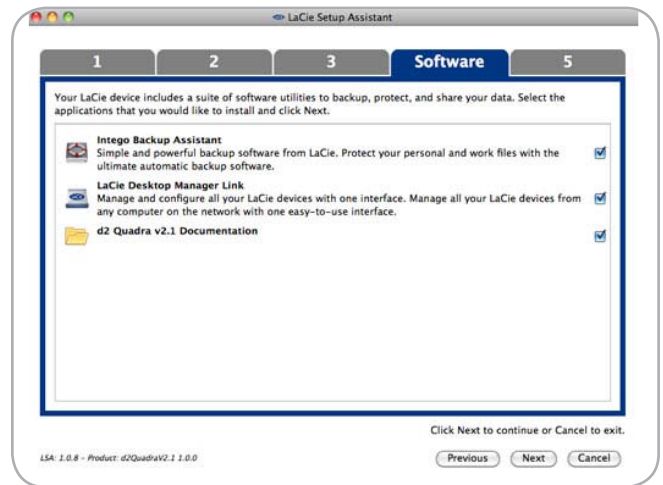 LaCie Setup Assistant
1 2 3 Software 5
Your LaCie device includes a suite of software utilities to backup, protect, and share your data. Select the
applications that you would like to install and click Next.
Intego Backup Assistant
Simple and powerful backup software from LaCie. Protect your personal and work files with the
ultimate automatic backup software.
LaCie Desktop Manager Link
Manage and configure all your LaCie devices with one interface. Manage all your LaCie devices from
any computer on the network with one easy-to-use interface.
d2 Quadra v2.1 Documentation
Click Next to continue or Cancel to exit.
LSA: 1.0.8 - Product: d2QuadraV2.1 1.0.0
Previous Next Cancel